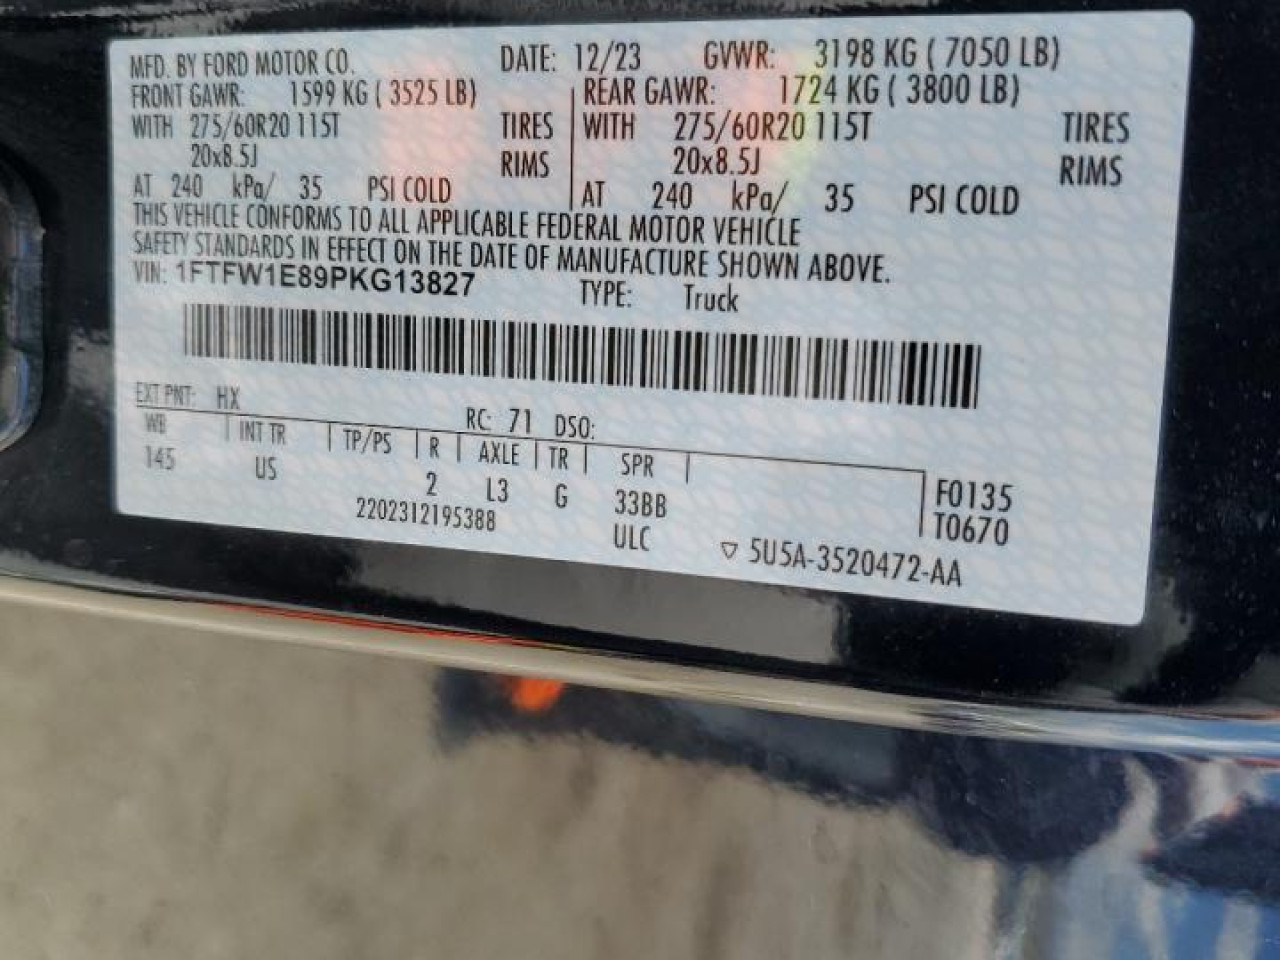 MFD. BY FORD MOTOR CO. DATE: 12/23 GVWR: 3198 KG ( 7050 LB)
FRONT GAWR: 1599 KG ( 3525 LB) REAR GAWR: 1724 KG ( 3800 LB)
WITH 275/60R20 115T TIRES WITH 275/60R20 115T TIRES
20x8.5J RIMS 20x8.5J RIMS
AT 240 kPa/ 35 PSI COLD AT 240 kPa/ 35 PSI COLD
THIS VEHICLE CONFORMS TO ALL APPLICABLE FEDERAL MOTOR VEHICLE
SAFETY STANDARDS IN EFFECT ON THE DATE OF MANUFACTURE SHOWN ABOVE.
VIN: 1FTFW1E89PKG13827 TYPE: Truck
EXT PNT: HX RC: 71 DSO:
WB INT TR TP/PS R AXLE TR SPR
145 US 2 L3 G 33BB F0135
2202312195388 ULC T0670
▽ 5U5A-3520472-AA